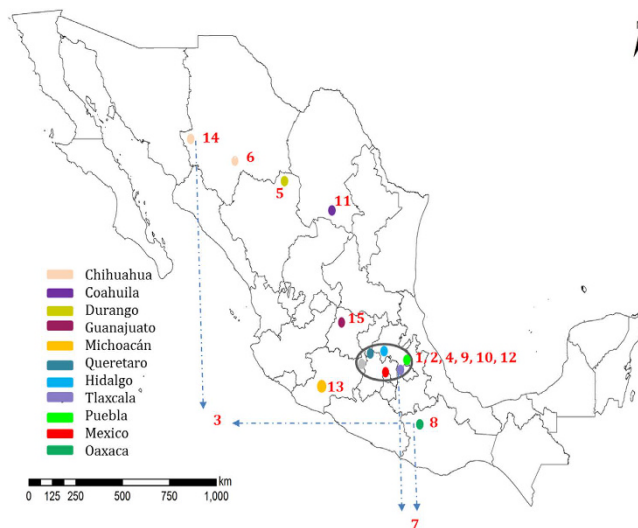 14
6
5
11
15
1, 2, 4, 9, 10, 12
13
3
8
7
Chihuahua
Coahuila
Durango
Guanajuato
Michoacán
Queretaro
Hidalgo
Tlaxcala
Puebla
Mexico
Oaxaca
km
0 125 250 500 750 1,000